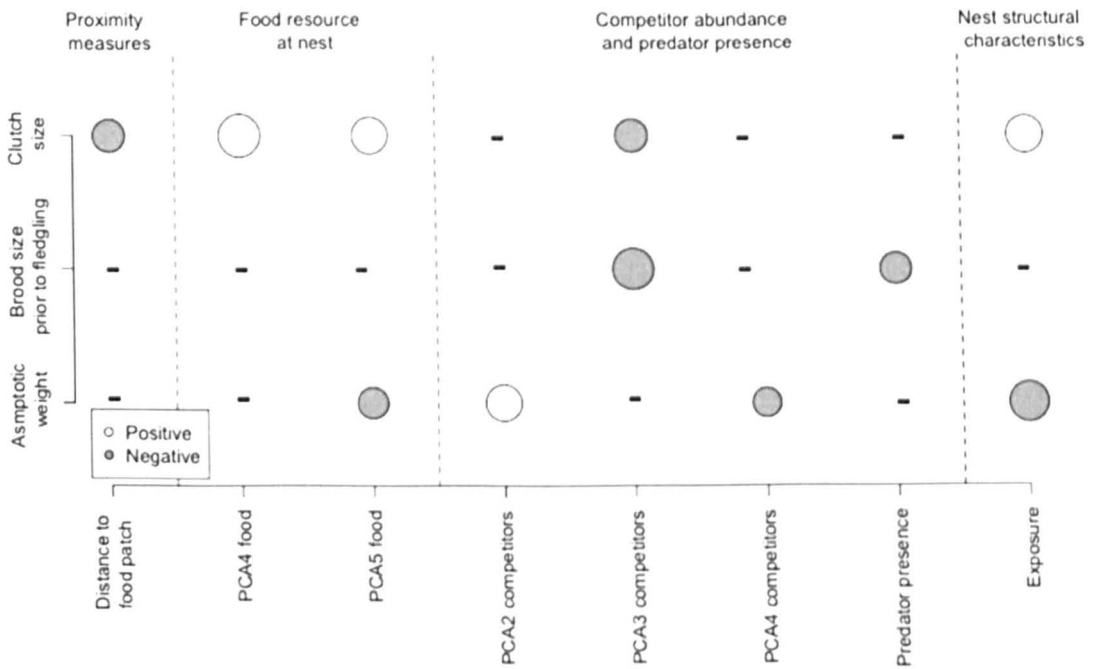 Proximity
measures
Food resource
at nest
Competitor abundance
and predator presence
Nest structural
characteristics
Clutch
size
Brood size
prior to fledgling
Asmptotic
weight
Positive
Negative
Distance to
food patch
PCA4 food
PCA5 food
PCA2 competitors
PCA3 competitors
PCA4 competitors
Predator presence
Exposure